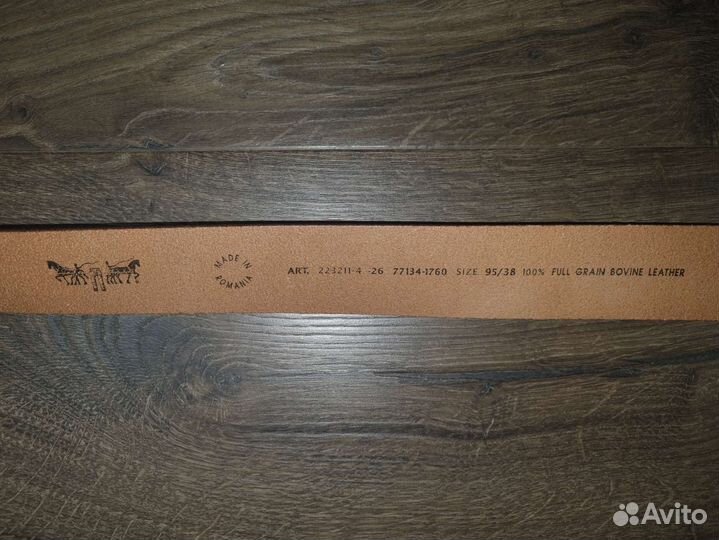 MADE IN
ROMANIA
ART. 223211-4 -26 77134-1760 SIZE 95/38 100% FULL GRAIN BOVINE LEATHER
Avito